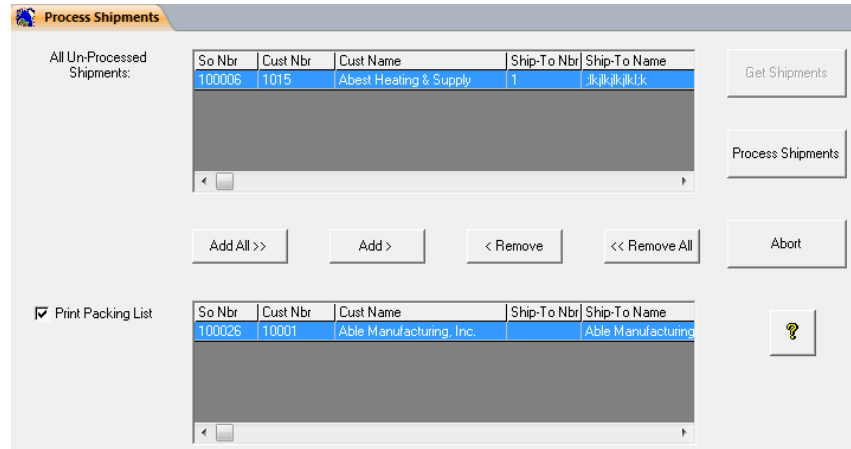 Process Shipments
All Un-Processed
Shipments:
So Nbr Cust Nbr Cust Name Ship-To Nbr Ship-To Name
100006 1015 Abest Heating & Supply 1 ;lkjlkjlkjlkl;k
Get Shipments
Process Shipments
Add All >> Add > < Remove << Remove All Abort
Print Packing List
So Nbr Cust Nbr Cust Name Ship-To Nbr Ship-To Name
100026 10001 Able Manufacturing, Inc. Able Manufacturing
?